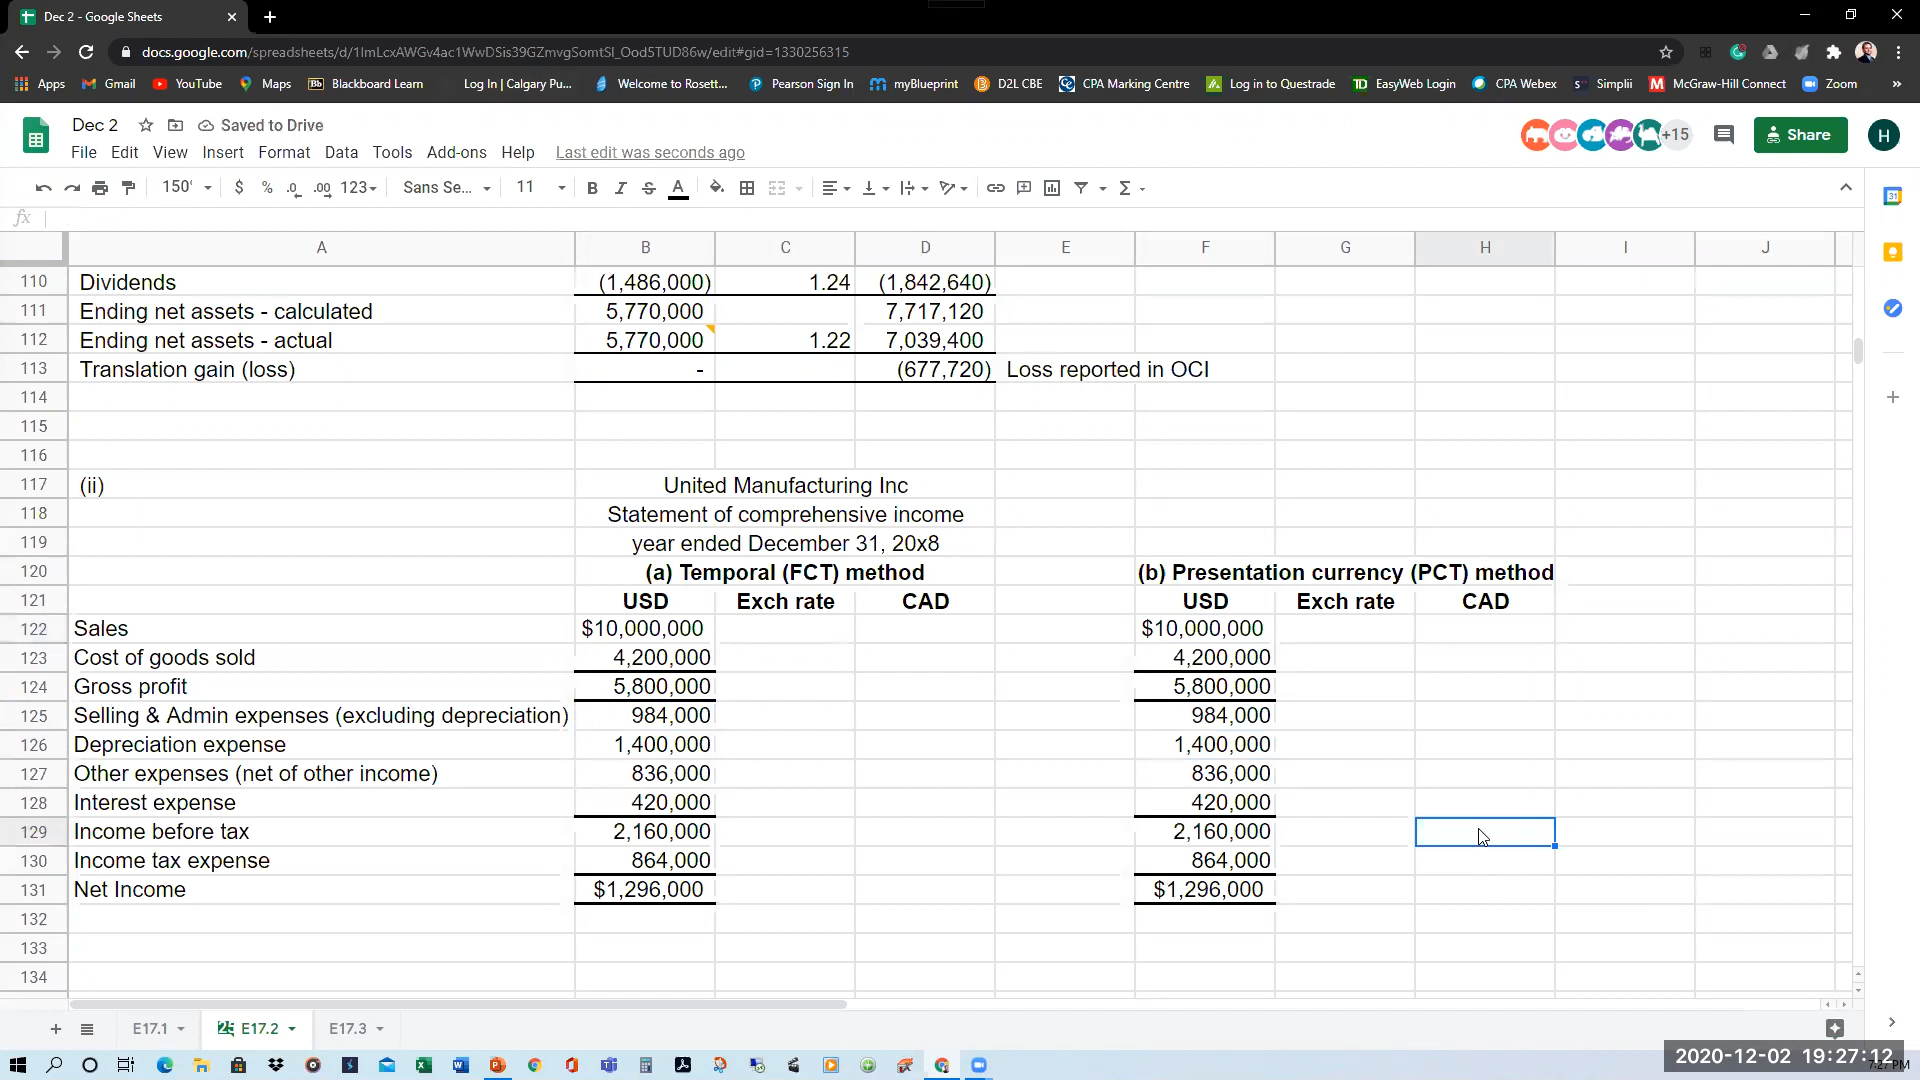 Dec 2 - Google Sheets
docs.google.com/spreadsheets/d/1ImLcxAWGv4ac1WwDSis39GZmvgSomtSI_Ood5TUD86w/edit#gid=1330256315
Apps Gmail YouTube Maps Bb Blackboard Learn Log In | Calgary Pu... Welcome to Rosett... Pearson Sign In myBlueprint D2L CBE CPA Marking Centre Log in to Questrade TD EasyWeb Login CPA Webex Simplii McGraw-Hill Connect Zoom »
Dec 2 Saved to Drive +15 Share H
File Edit View Insert Format Data Tools Add-ons Help Last edit was seconds ago
150% $ % .0 .00 123 Sans Se... 11 B I S A Σ
fx
A B C D E F G H I J
110 Dividends (1,486,000) 1.24 (1,842,640)
111 Ending net assets - calculated 5,770,000 7,717,120
112 Ending net assets - actual 5,770,000 1.22 7,039,400
113 Translation gain (loss) - (677,720) Loss reported in OCI
114
115
116
117 (ii) United Manufacturing Inc
118 Statement of comprehensive income
119 year ended December 31, 20x8
120 (a) Temporal (FCT) method (b) Presentation currency (PCT) method
121 USD Exch rate CAD USD Exch rate CAD
122 Sales $10,000,000 $10,000,000
123 Cost of goods sold 4,200,000 4,200,000
124 Gross profit 5,800,000 5,800,000
125 Selling & Admin expenses (excluding depreciation) 984,000 984,000
126 Depreciation expense 1,400,000 1,400,000
127 Other expenses (net of other income) 836,000 836,000
128 Interest expense 420,000 420,000
129 Income before tax 2,160,000 2,160,000
130 Income tax expense 864,000 864,000
131 Net Income $1,296,000 $1,296,000
132
133
134
E17.1 E17.2 E17.3
2020-12-02 19:27:12
7:27 PM